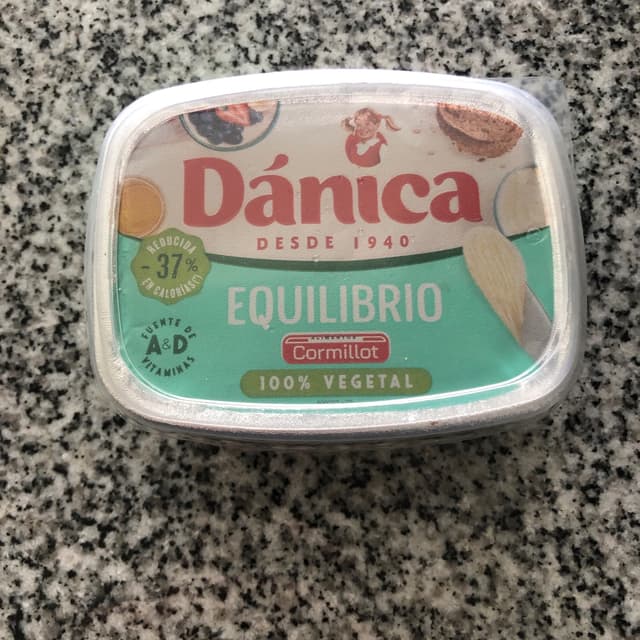 Dánica
DESDE 1940
REDUCIDA
- 37%
EN CALORÍAS
EQUILIBRIO
FUENTE DE
A&D
VITAMINAS
Cormillot
100% VEGETAL